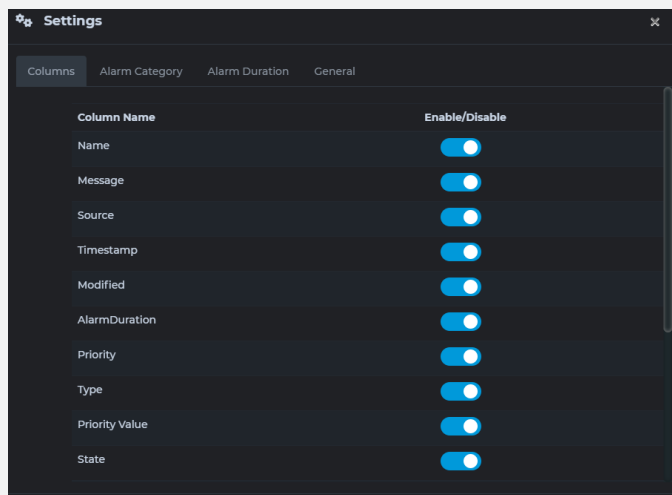 Settings
Columns Alarm Category Alarm Duration General
Column Name Enable/Disable
Name
Message
Source
Timestamp
Modified
AlarmDuration
Priority
Type
Priority Value
State